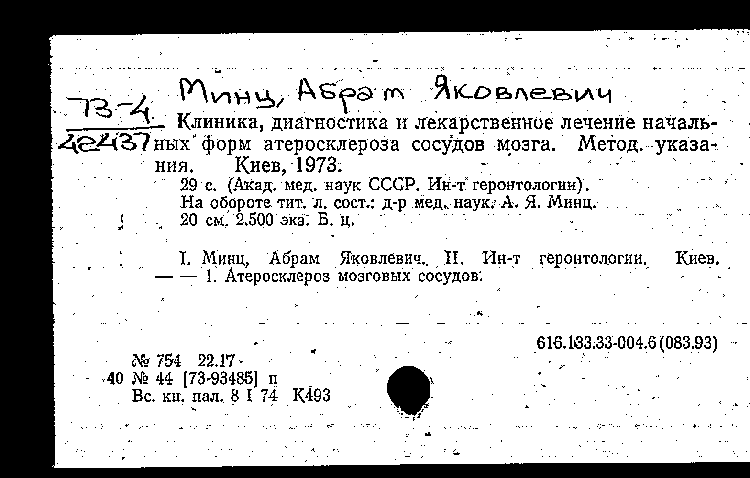 Минц, Абрам Яковлевич
73-4
42437
Клиника, диагностика и лекарственное лечение началь-
ных форм атеросклероза сосудов мозга. Метод. указа-
ния. Киев, 1973.
29 с. (Акад. мед. наук СССР. Ин-т геронтологии).
На обороте тит. л. сост.: д-р мед. наук. А. Я. Минц.
20 см. 2.500 экз. Б. ц.
I. Минц, Абрам Яковлевич. II. Ин-т геронтологии. Киев.
— — 1. Атеросклероз мозговых сосудов.
616.133.33-004.6(083.93)
№ 754 22.17
40 № 44 [73-93485] п
Вс. кн. пал. 8 I 74 К493